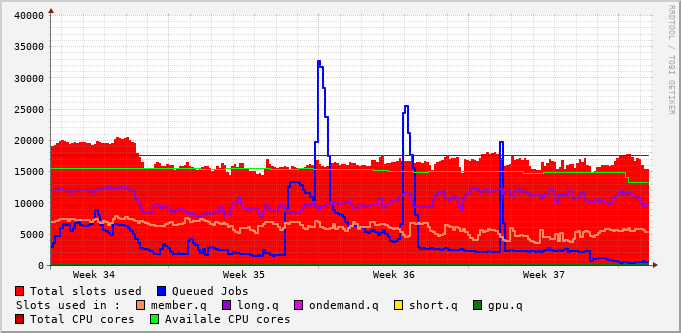 40000
35000
30000
25000
20000
15000
10000
5000
0
Week 34 Week 35 Week 36 Week 37
Total slots used Queued Jobs
Slots used in : member.q long.q ondemand.q short.q gpu.q
Total CPU cores Availale CPU cores
RRDTOOL / TOBI OETIKER